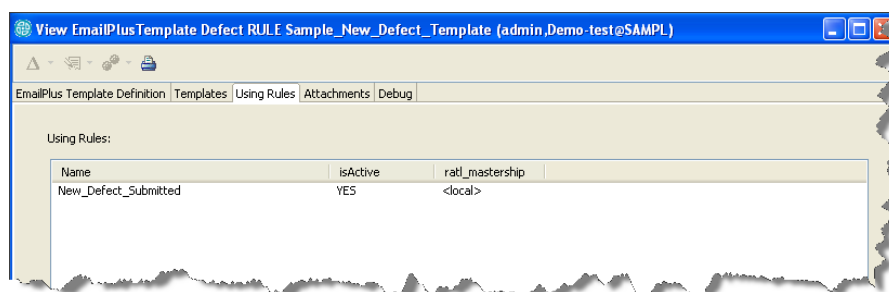 View EmailPlusTemplate Defect RULE Sample_New_Defect_Template (admin,Demo-test@SAMPL)
EmailPlus Template Definition Templates Using Rules Attachments Debug
Using Rules:
Name isActive ratl_mastership
New_Defect_Submitted YES <local>